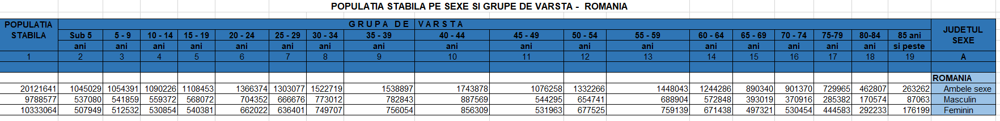 POPULATIA STABILA PE SEXE SI GRUPE DE VARSTA - ROMANIA
POPULATIA STABILA GRUPA DE VARSTA JUDETUL SEXE
Sub 5 5 - 9 10 - 14 15 - 19 20 - 24 25 - 29 30 - 34 35 - 39 40 - 44 45 - 49 50 - 54 55 - 59 60 - 64 65 - 69 70 - 74 75-79 80-84 85 ani
ani ani ani ani ani ani ani ani ani ani ani ani ani ani ani ani ani si peste
1 2 3 4 5 6 7 8 9 10 11 12 13 14 15 16 17 18 19 A
ROMANIA
20121641 1045029 1054391 1090226 1108453 1366374 1303077 1522719 1538897 1743878 1076258 1332266 1448043 1244286 890340 901370 729965 462807 263262 Ambele sexe
9788577 537080 541859 559372 568072 704352 666676 773012 782843 887569 544295 654741 688904 572848 393019 370916 285382 170574 87063 Masculin
10333064 507949 512532 530854 540381 662022 636401 749707 756054 856309 531963 677525 759139 671438 497321 530454 444583 292233 176199 Feminin